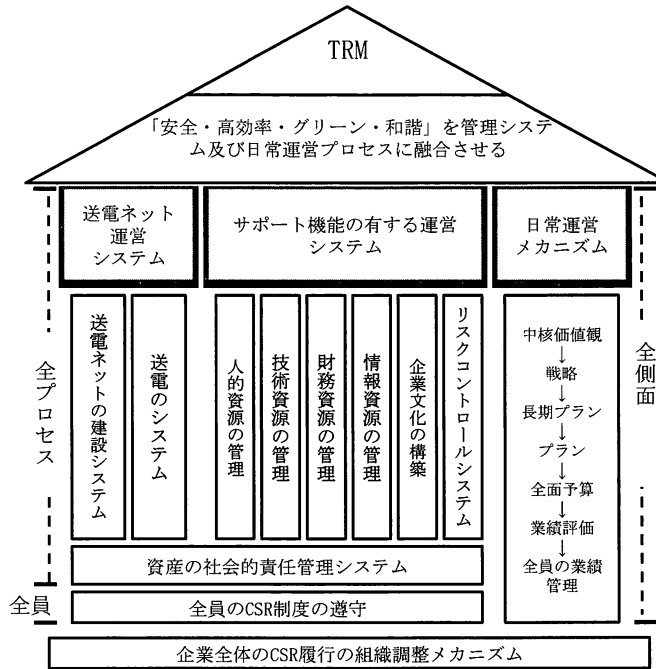 TRM
「安全・高効率・グリーン・和諧」を管理システ
ム及び日常運営プロセスに融合させる
送電ネット
運営
システム
サポート機能の有する運営
システム
日常運営
メカニズム
全プロセス
送電ネットの建設システム
送電のシステム
人的資源の管理
技術資源の管理
財務資源の管理
情報資源の管理
企業文化の構築
リスクコントロールシステム
中核価値観
↓
戦略
↓
長期プラン
↓
プラン
↓
全面予算
↓
業績評価
↓
全員の業績
管理
全側面
資産の社会的責任管理システム
全員
全員のCSR制度の遵守
企業全体のCSR履行の組織調整メカニズム